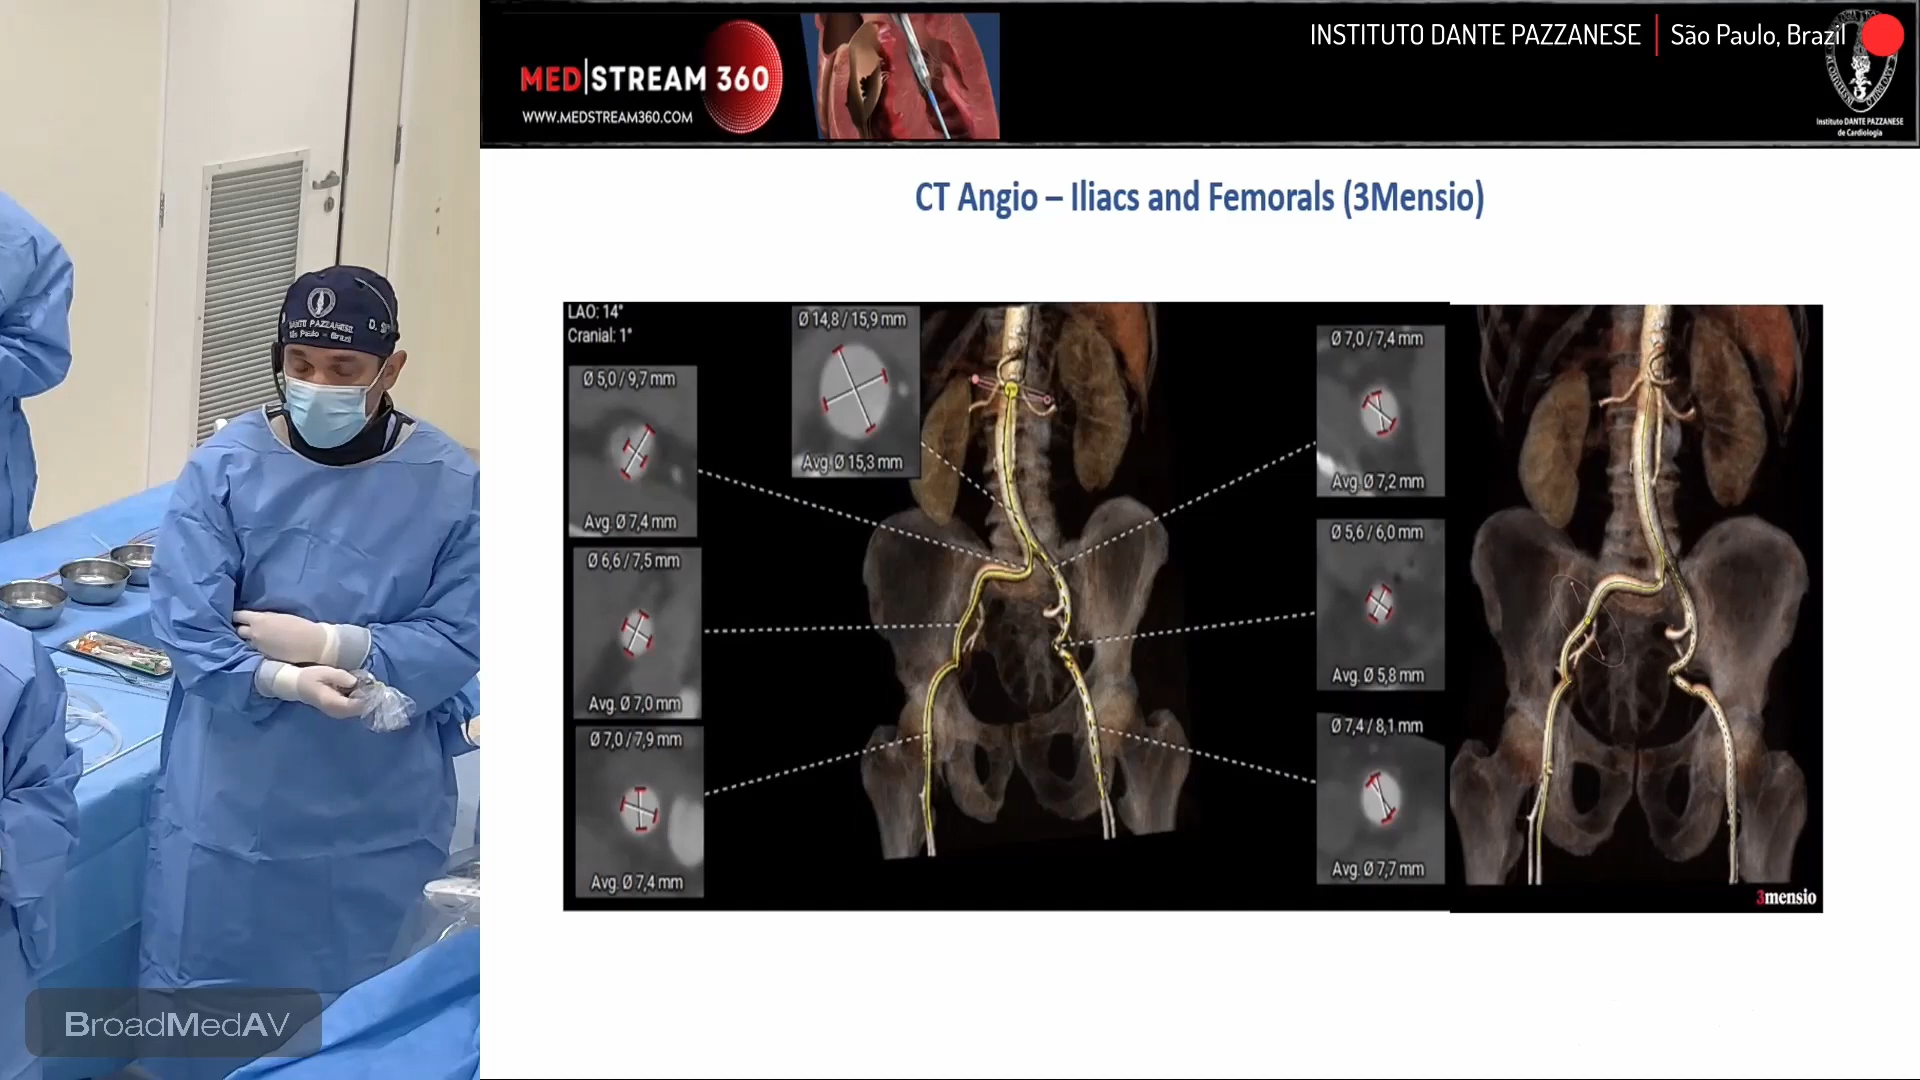 MED|STREAM 360
WWW.MEDSTREAM360.COM
INSTITUTO DANTE PAZZANESE | São Paulo, Brazil
Instituto DANTE PAZZANESE
de Cardiologia
CT Angio – Iliacs and Femorals (3Mensio)
LAO: 14°
Cranial: 1°
Ø 5,0 / 9,7 mm
Avg. Ø 7,4 mm
Ø 6,6 / 7,5 mm
Avg. Ø 7,0 mm
Ø 7,0 / 7,9 mm
Avg. Ø 7,4 mm
Ø 14,8 / 15,9 mm
Avg. Ø 15,3 mm
Ø 7,0 / 7,4 mm
Avg. Ø 7,2 mm
Ø 5,6 / 6,0 mm
Avg. Ø 5,8 mm
Ø 7,4 / 8,1 mm
Avg. Ø 7,7 mm
3mensio
DANTE PAZZANESE
São Paulo - Brazil
BroadMedAV